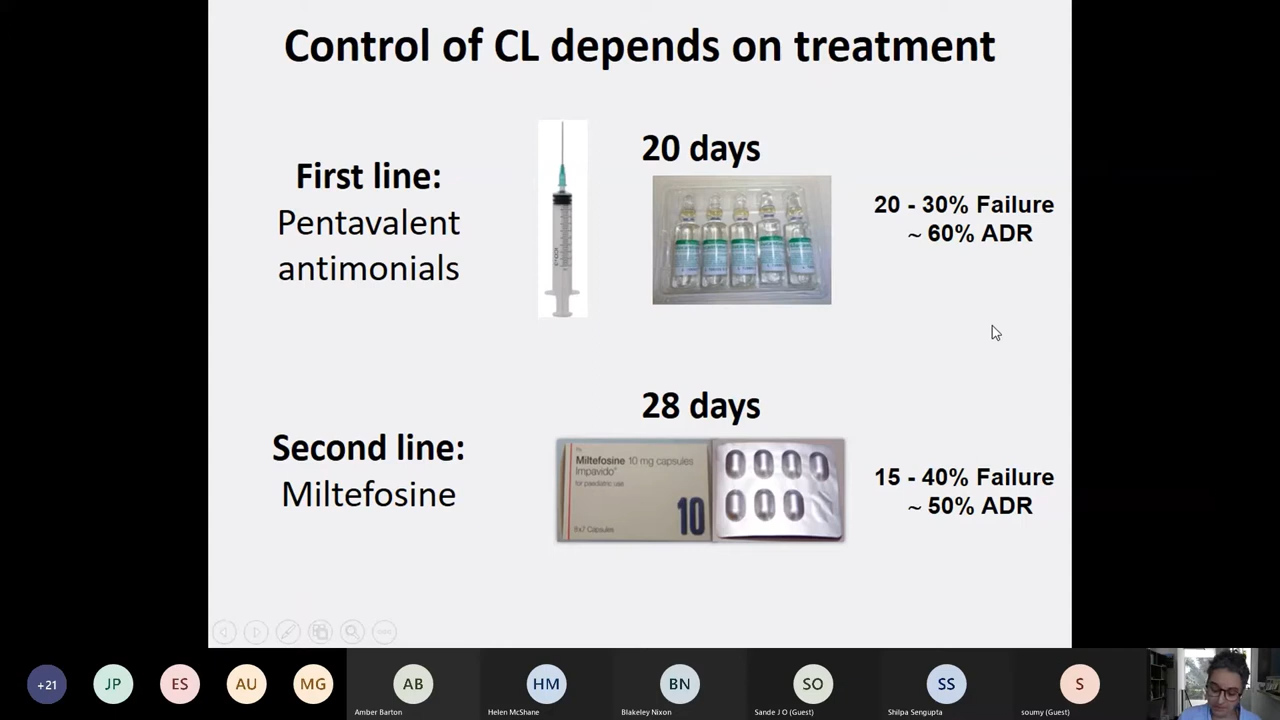 Control of CL depends on treatment
First line:
Pentavalent
antimonials
20 days
20 - 30% Failure
~ 60% ADR
Second line:
Miltefosine
28 days
Miltefosine 10 mg capsules
Impavido
for paediatric use
10
15 - 40% Failure
~ 50% ADR
+21
JP
ES
AU
MG
AB
Amber Barton
HM
Helen McShane
BN
Blakeley Nixon
SO
Sande J O (Guest)
SS
Shilpa Sengupta
S
soumy (Guest)